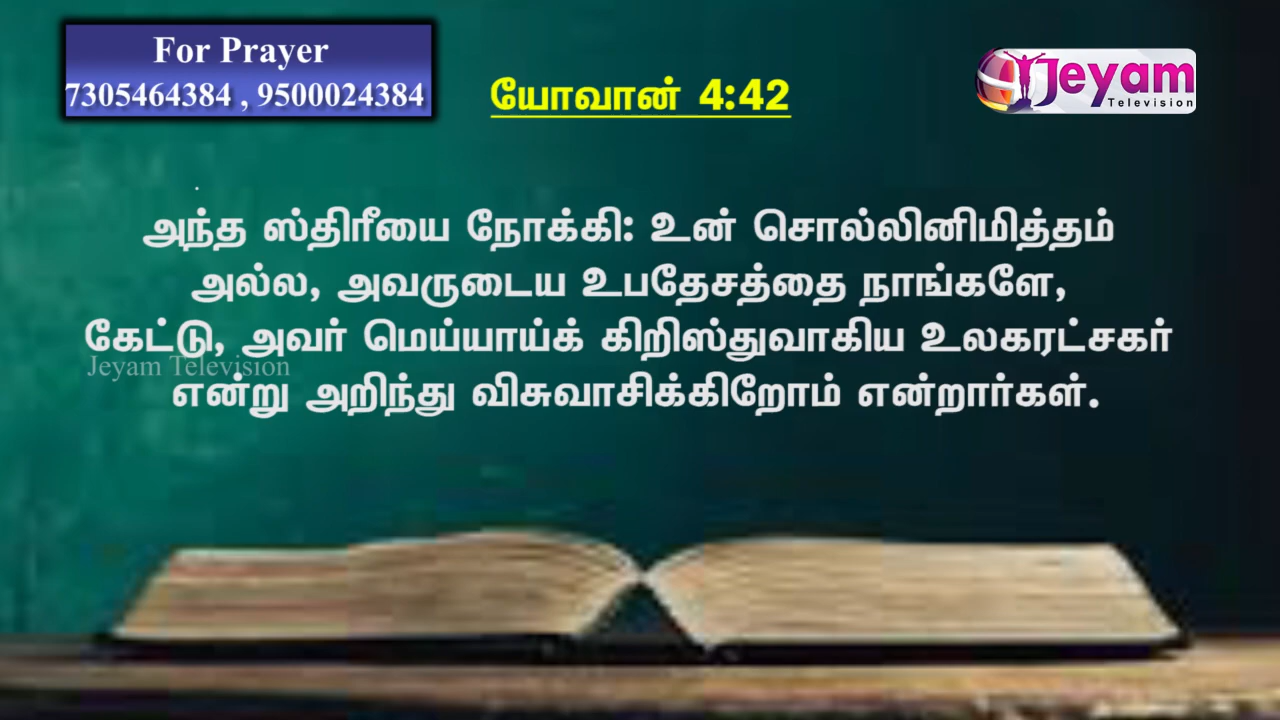 For Prayer
7305464384 , 9500024384
யோவான் 4:42
Jeyam
Television
அந்த ஸ்திரீயை நோக்கி: உன் சொல்லினிமித்தம்
அல்ல, அவருடைய உபதேசத்தை நாங்களே,
கேட்டு, அவர் மெய்யாய்க் கிறிஸ்துவாகிய உலகரட்சகர்
Jeyam Television
என்று அறிந்து விசுவாசிக்கிறோம் என்றார்கள்.